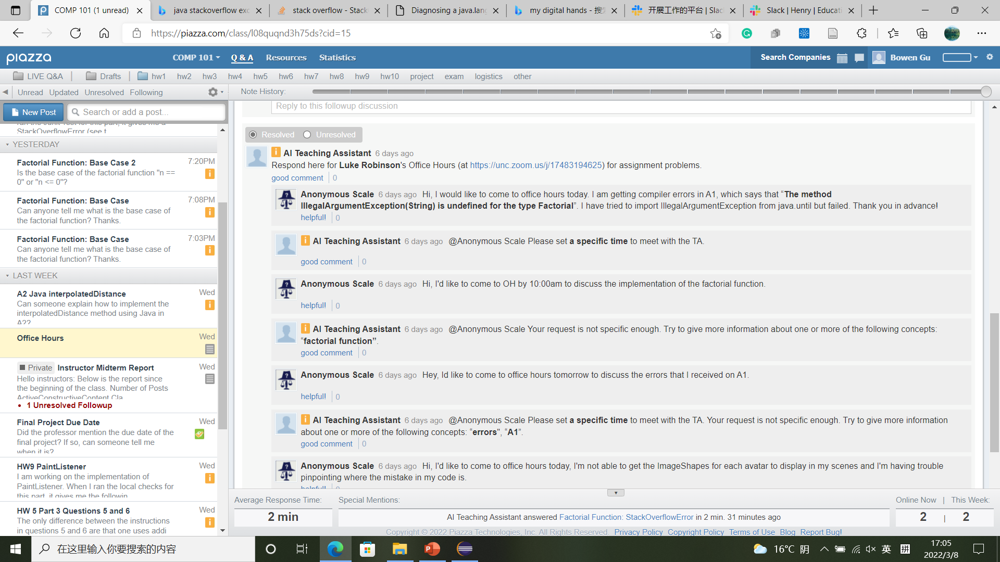 COMP 101 (1 unread)
java stackoverflow exc
stack overflow - Stack
Diagnosing a java.lang
my digital hands - 搜
开展工作的平台 | Slac
Slack | Henry | Educati
https://piazza.com/class/l08quqnd3h75ds?cid=15
piazza
COMP 101
Q & A
Resources
Statistics
Search Companies
Bowen Gu
LIVE Q&A
Drafts
hw1
hw2
hw3
hw4
hw5
hw6
hw7
hw8
hw9
hw10
project
exam
logistics
other
Unread
Updated
Unresolved
Following
Note History:
New Post
Search or add a post...
StackOverflowError (see t
YESTERDAY
Factorial Function: Base Case 2
7:20PM
Is the base case of the factorial function "n ==
0" or "n <= 0"?
Factorial Function: Base Case
7:08PM
Can anyone tell me what is the base case of
the factorial function? Thanks.
Factorial Function: Base Case
7:03PM
Can anyone tell me what is the base case of
the factorial function? Thanks.
LAST WEEK
A2 Java interpolatedDistance
Wed
Can someone explain how to implement the
interpolatedDistance method using Java in
A2?
Office Hours
Wed
Private
Instructor Midterm Report
Wed
Hello instructors: Below is the report since
the beginning of the class. Number of Posts
ActiveConstructiveContent Cla
1 Unresolved Followup
Final Project Due Date
Wed
Did the professor mention the due date of the
final project? If so, can someone tell me
when it is?
HW9 PaintListener
Wed
I am working on the implementation of
PaintListener. When I ran the local checks for
this part, it gives me the followin
HW 5 Part 3 Questions 5 and 6
Wed
The only difference between the instructions
in questions 5 and 6 are that one uses addi
Reply to this followup discussion
Resolved
Unresolved
AI Teaching Assistant 6 days ago
Respond here for Luke Robinson's Office Hours (at https://unc.zoom.us/j/17483194625) for assignment problems.
good comment | 0
Anonymous Scale 6 days ago Hi, I would like to come to office hours today. I am getting compiler errors in A1, which says that “The method
IllegalArgumentException(String) is undefined for the type Factorial”. I have tried to import IllegalArgumentException from java.until but failed. Thank you in advance!
helpful! | 0
AI Teaching Assistant 6 days ago @Anonymous Scale Please set a specific time to meet with the TA.
good comment | 0
Anonymous Scale 6 days ago Hi, I'd like to come to OH by 10:00am to discuss the implementation of the factorial function.
helpful! | 0
AI Teaching Assistant 6 days ago @Anonymous Scale Your request is not specific enough. Try to give more information about one or more of the following concepts:
“factorial function”.
good comment | 0
Anonymous Scale 6 days ago Hey, Id like to come to office hours tomorrow to discuss the errors that I received on A1.
helpful! | 0
AI Teaching Assistant 6 days ago @Anonymous Scale Please set a specific time to meet with the TA. Your request is not specific enough. Try to give more information
about one or more of the following concepts: “errors”, “A1”.
good comment | 0
Anonymous Scale 6 days ago Hi, I'd like to come to office hours today, I'm not able to get the ImageShapes for each avatar to display in my scenes and I'm having trouble
pinpointing where the mistake in my code is.
helpful! | 0
Average Response Time:
Special Mentions:
Online Now | This Week:
2 min
AI Teaching Assistant answered Factorial Function: StackOverflowError in 2 min. 31 minutes ago
2 | 2
Copyright © 2022 Piazza Technologies, Inc. All Rights Reserved. Privacy Policy Copyright Policy Terms of Use Blog Report Bug!
在这里输入你要搜索的内容
16°C 阴
英
拼
17:05
2022/3/8